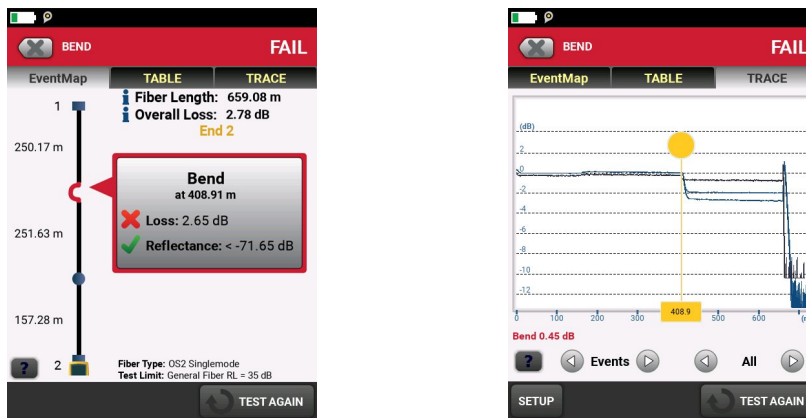 BEND
FAIL
EventMap
TABLE
TRACE
1
Fiber Length: 659.08 m
Overall Loss: 2.78 dB
End 2
250.17 m
Bend
at 408.91 m
Loss: 2.65 dB
Reflectance: < -71.65 dB
251.63 m
157.28 m
? 2
Fiber Type: OS2 Singlemode
Test Limit: General Fiber RL = 35 dB
TEST AGAIN
BEND
FAIL
EventMap
TABLE
TRACE
(dB)
2
0
-2
-4
-6
-8
-10
-12
0 100 200 300 408.9 500 600 (m
Bend 0.45 dB
? Events All
SETUP
TEST AGAIN